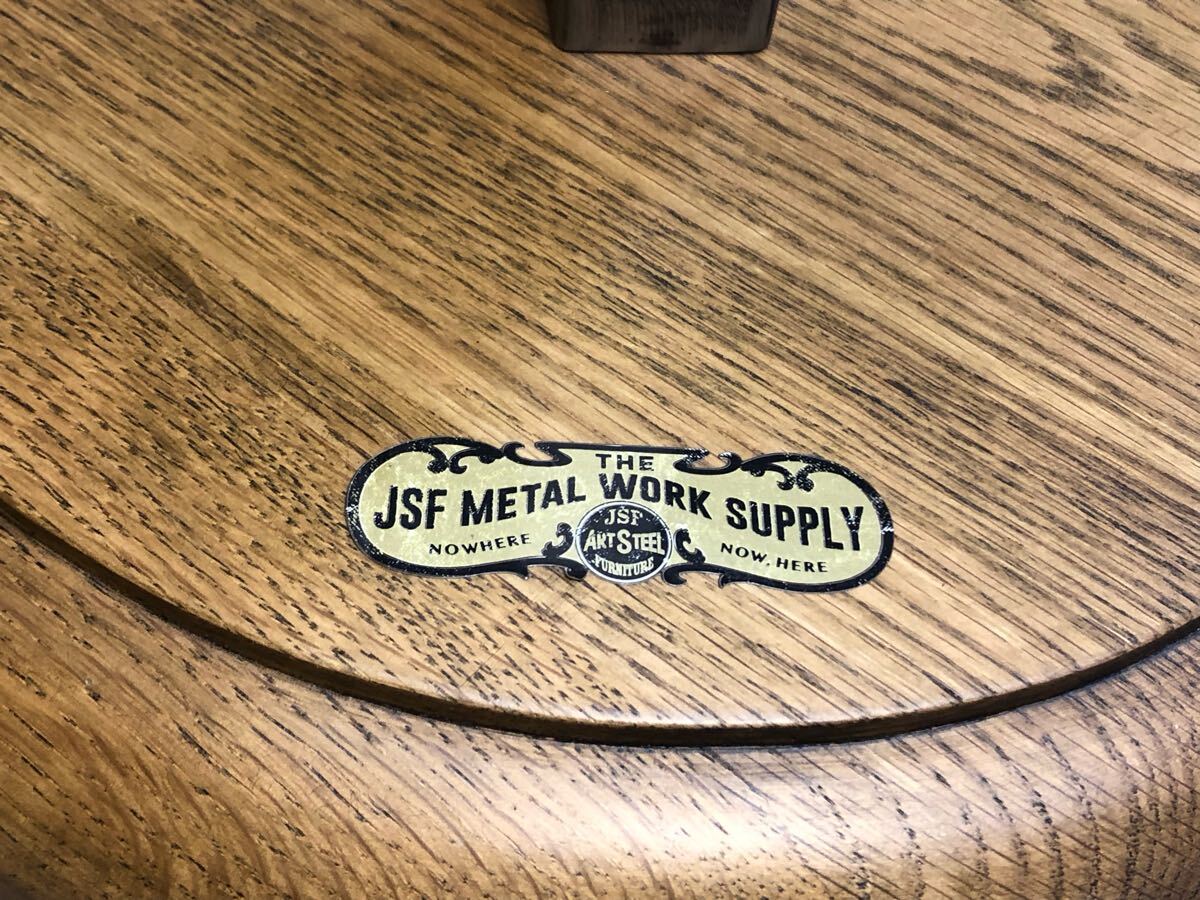 THE
JSF METAL WORK SUPPLY
NOWHERE
NOW, HERE
JSF
ART STEEL
FURNITURE